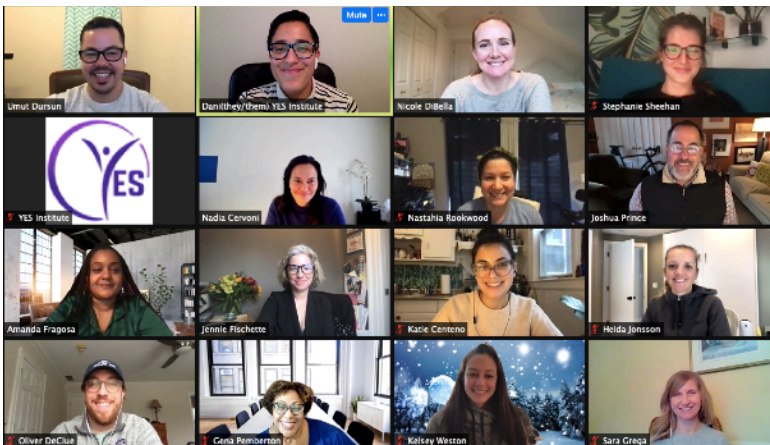 Mute ...
Umut Dursun
Dani(they/them) YES Institute
Nicole DiBella
Stephanie Sheehan
YES
YES Institute
Nadia Cervoni
Nastahia Rookwood
Joshua Prince
Amanda Fragosa
Jennie Fischette
Katie Centeno
Heida Jonsson
Oliver DeClue
Gena Pemberton
Kelsey Weston
Sara Grega